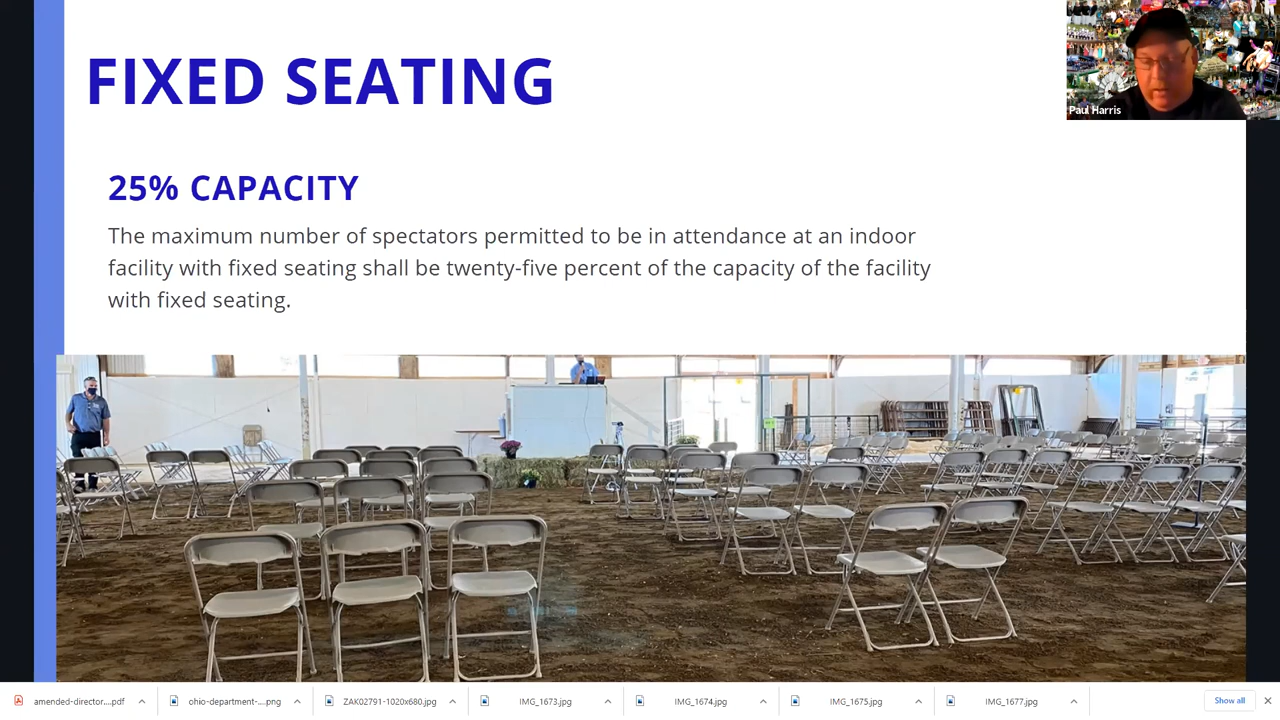 FIXED SEATING
Paul Harris
25% CAPACITY
The maximum number of spectators permitted to be in attendance at an indoor
facility with fixed seating shall be twenty-five percent of the capacity of the facility
with fixed seating.
amended-director....pdf
ohio-department-....png
ZAK02791-1020x680.jpg
IMG_1673.jpg
IMG_1674.jpg
IMG_1675.jpg
IMG_1677.jpg
Show all